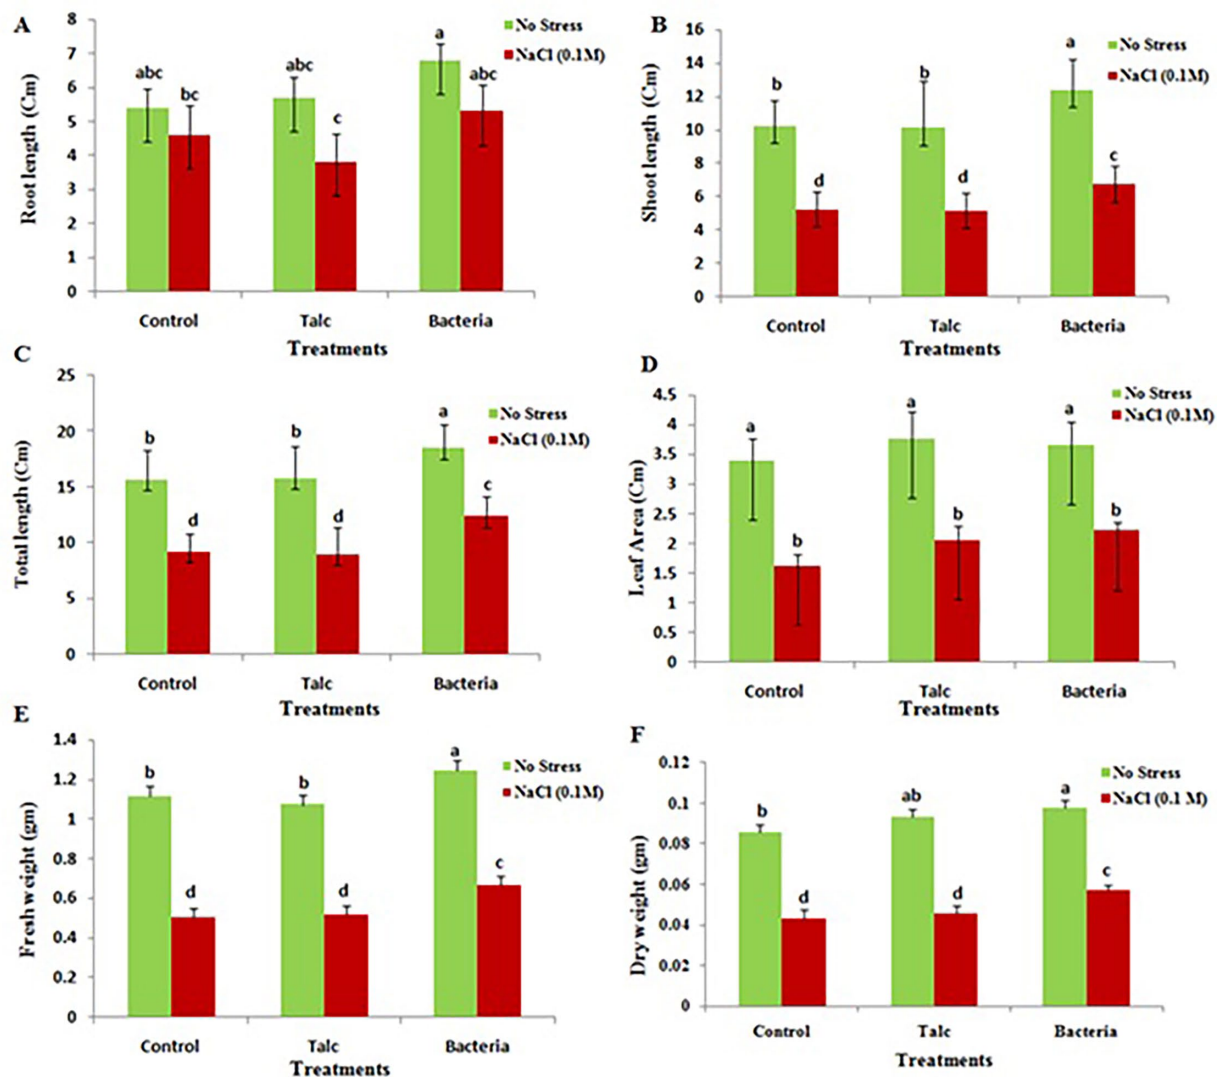 A
No Stress
NaCl (0.1M)
Root length (Cm)
8
7
6
5
4
3
2
1
0
abc
bc
abc
c
a
abc
Control Talc Bacteria
Treatments
B
No Stress
NaCl (0.1M)
Shoot length (Cm)
16
14
12
10
8
6
4
2
0
b
d
b
d
a
c
Control Talc Bacteria
Treatments
C
No Stress
NaCl (0.1M)
Total length (Cm)
25
20
15
10
5
0
b
d
b
d
a
c
Control Talc Bacteria
Treatments
D
No Stress
NaCl (0.1M)
Leaf Area (Cm)
4.5
4
3.5
3
2.5
2
1.5
1
0.5
0
a
b
a
b
a
b
Control Talc Bacteria
Treatments
E
No Stress
NaCl (0.1M)
Fresh weight (gm)
1.4
1.2
1
0.8
0.6
0.4
0.2
0
b
d
b
d
a
c
Control Talc Bacteria
Treatments
F
No Stress
NaCl (0.1 M)
Dry weight (gm)
0.12
0.1
0.08
0.06
0.04
0.02
0
b
d
ab
d
a
c
Control Talc Bacteria
Treatments